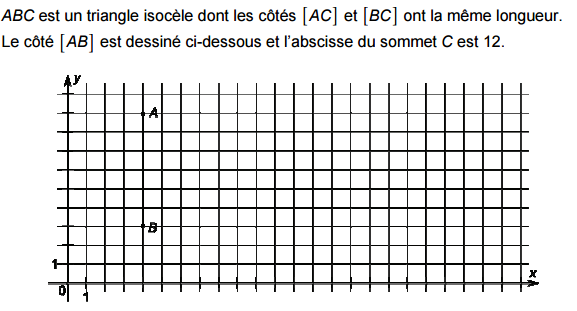 ABC est un triangle isocèle dont les côtés [AC] et [BC] ont la même longueur.
Le côté [AB] est dessiné ci-dessous et l'abscisse du sommet C est 12.
y
A
B
1
x
0
1